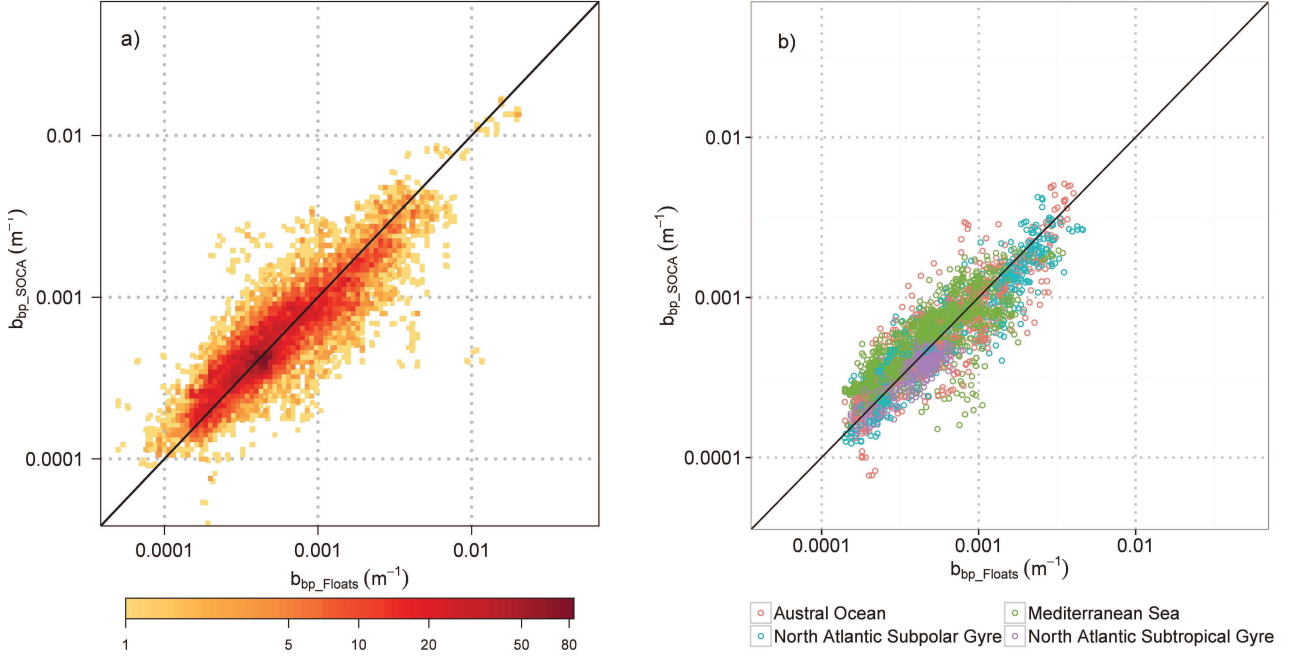 a)
0.01
0.001
0.0001
b_bp_SOCA (m⁻¹)
0.0001 0.001 0.01
b_bp_Floats (m⁻¹)
1 5 10 20 50 80
b)
0.01
0.001
0.0001
b_bp_SOCA (m⁻¹)
0.0001 0.001 0.01
b_bp_Floats (m⁻¹)
Austral Ocean Mediterranean Sea
North Atlantic Subpolar Gyre North Atlantic Subtropical Gyre